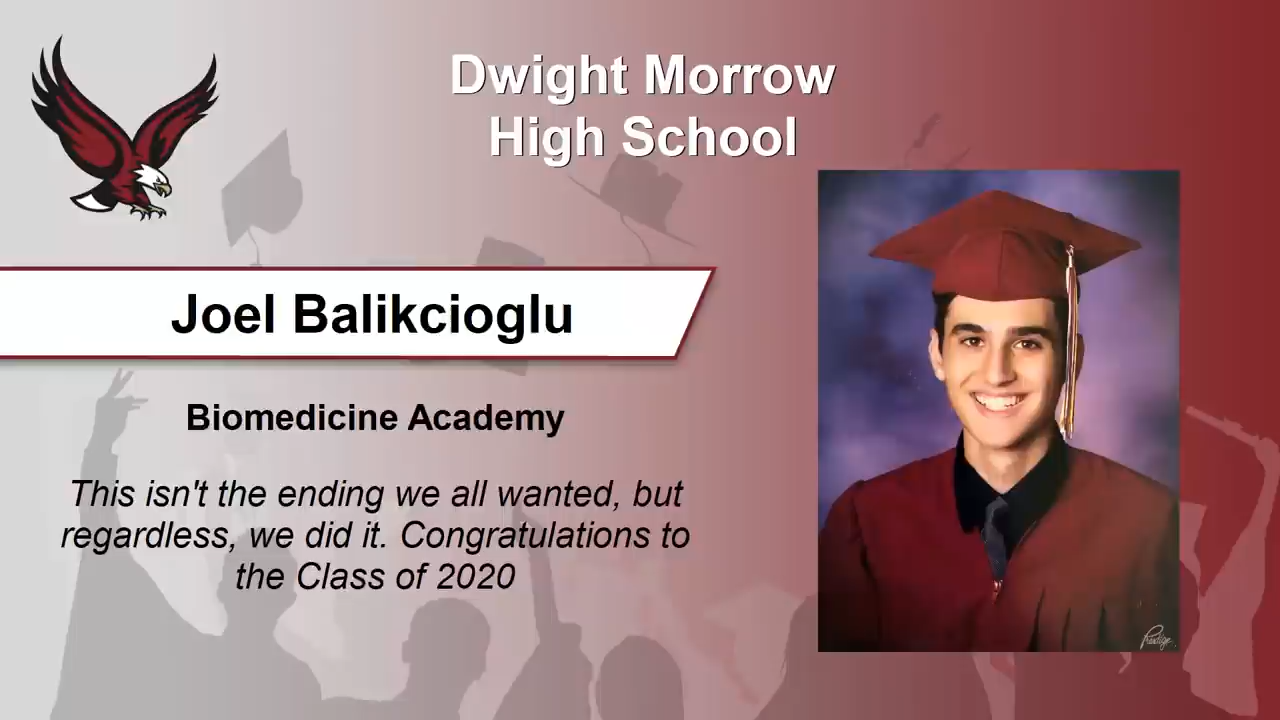 Dwight Morrow
High School
Joel Balikcioglu
Biomedicine Academy
This isn't the ending we all wanted, but
regardless, we did it. Congratulations to
the Class of 2020
Prestige